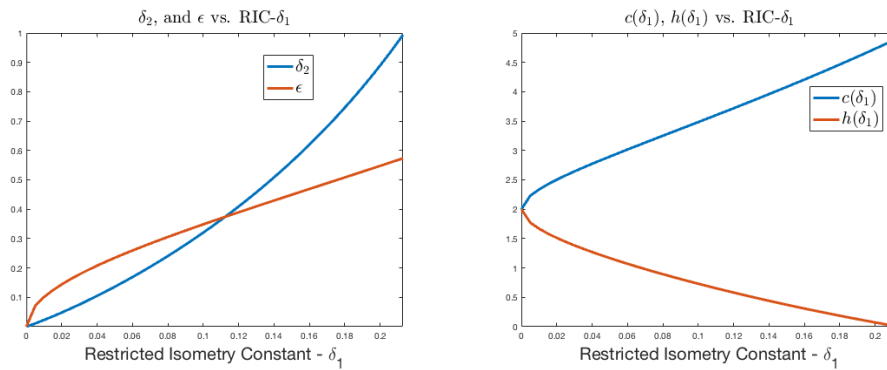 δ₂, and ϵ vs. RIC-δ₁
1
0.9
0.8
0.7
0.6
0.5
0.4
0.3
0.2
0.1
0 0.02 0.04 0.06 0.08 0.1 0.12 0.14 0.16 0.18 0.2
δ₂
ϵ
Restricted Isometry Constant - δ₁
c(δ₁), h(δ₁) vs. RIC-δ₁
5
4.5
4
3.5
3
2.5
2
1.5
1
0.5
0
0 0.02 0.04 0.06 0.08 0.1 0.12 0.14 0.16 0.18 0.2
c(δ₁)
h(δ₁)
Restricted Isometry Constant - δ₁